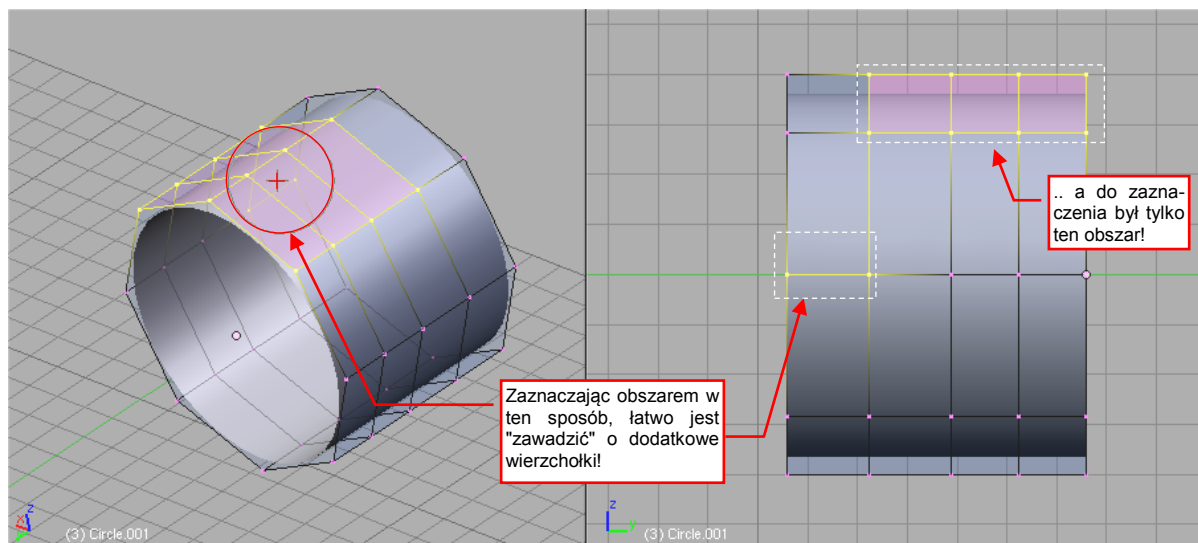 .. a do zazna-
czenia był tylko
ten obszar!
Zaznaczając obszarem w
ten sposób, łatwo jest
"zawadzić" o dodatkowe
wierzchołki!
z
x
y
(3) Circle.001
z
y
(3) Circle.001